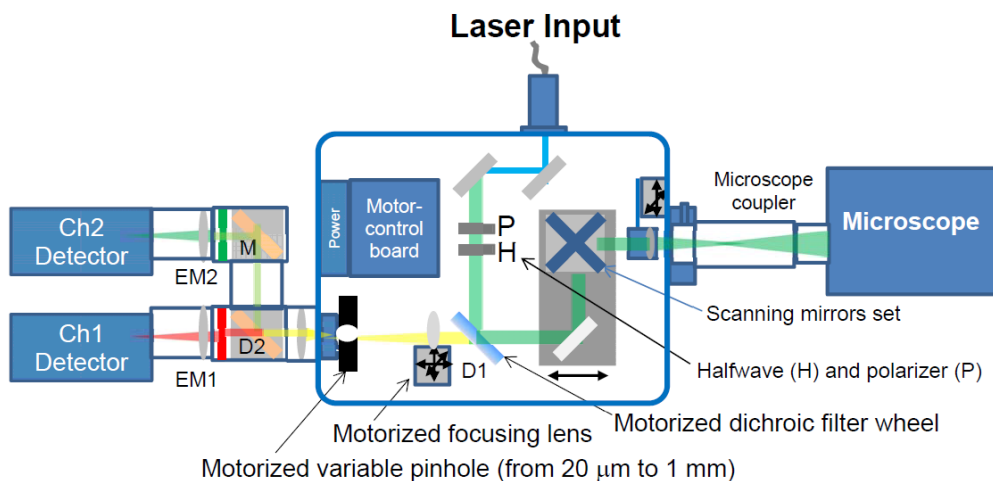 Laser Input
Microscope
coupler
Microscope
Power
Motor-
control
board
P
H
Ch2
Detector
M
EM2
Scanning mirrors set
Ch1
Detector
D2
EM1
D1
Halfwave (H) and polarizer (P)
Motorized dichroic filter wheel
Motorized focusing lens
Motorized variable pinhole (from 20 μm to 1 mm)